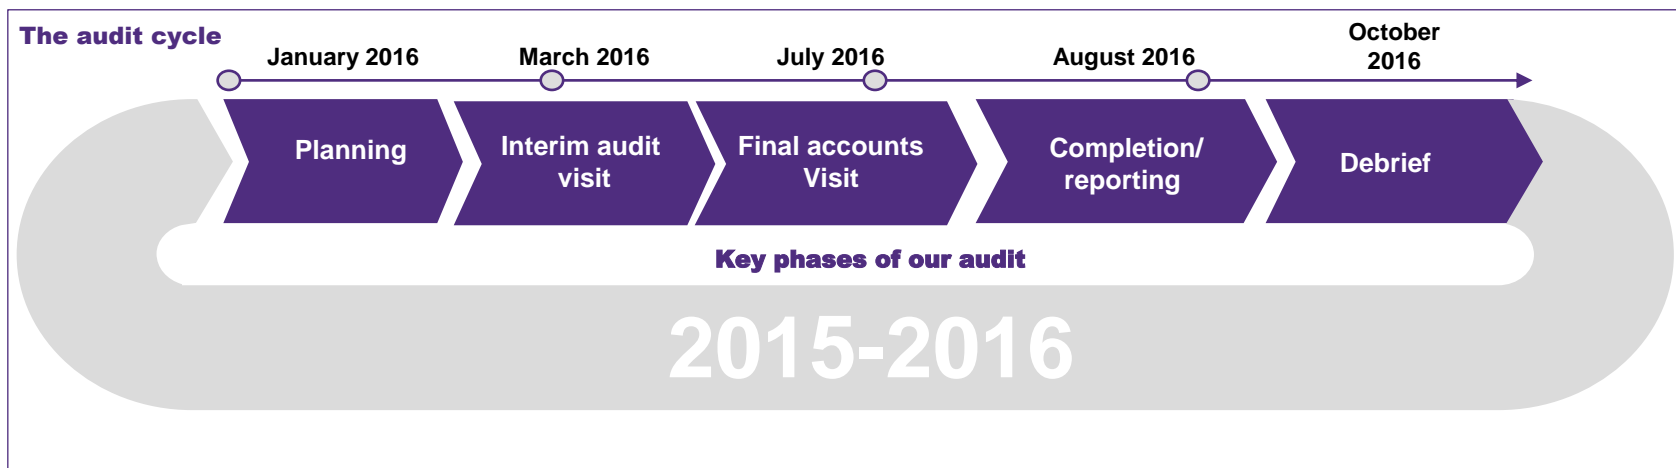 The audit cycle
January 2016
March 2016
July 2016
August 2016
October
2016
Planning
Interim audit
visit
Final accounts
Visit
Completion/
reporting
Debrief
Key phases of our audit
2015-2016